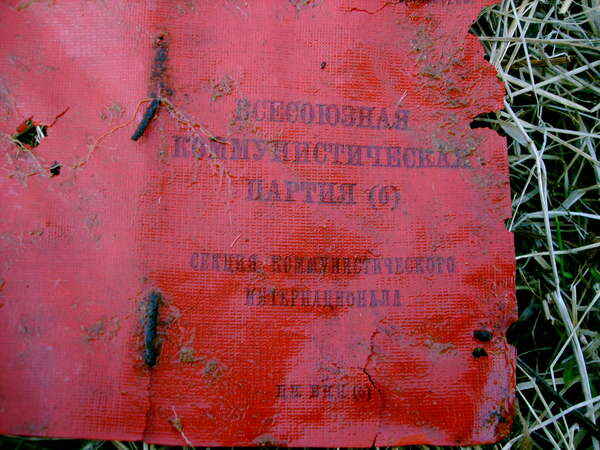 ВСЕСОЮЗНАЯ
КОММУНИСТИЧЕСКАЯ
ПАРТИЯ (б)
СЕКЦИЯ КОММУНИСТИЧЕСКОГО
ИНТЕРНАЦИОНАЛА
ЦК ВКП(б)